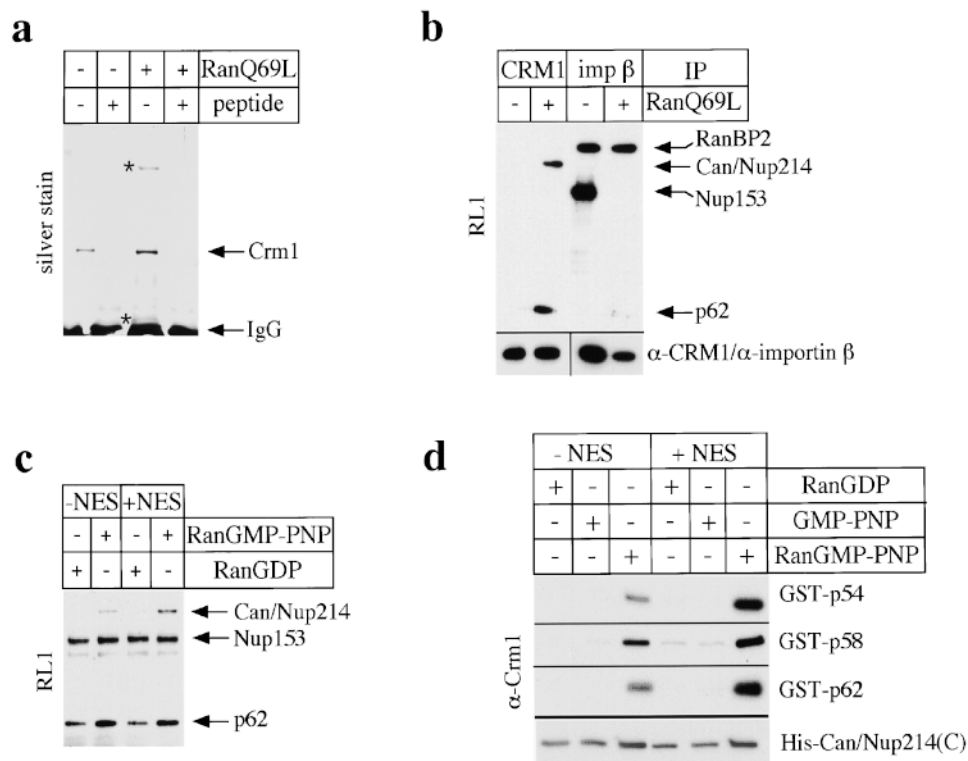 a
- - + + RanQ69L
- + - + peptide
silver stain
*
Crm1
*
IgG
b
CRM1 imp β IP
- + - + RanQ69L
RL1
RanBP2
Can/Nup214
Nup153
p62
α-CRM1/α-importin β
c
-NES +NES
- + - + RanGMP-PNP
+ - + - RanGDP
RL1
Can/Nup214
Nup153
p62
d
- NES + NES
+ - - + - - RanGDP
- + - - + - GMP-PNP
- - + - - + RanGMP-PNP
α-Crm1
GST-p54
GST-p58
GST-p62
His-Can/Nup214(C)